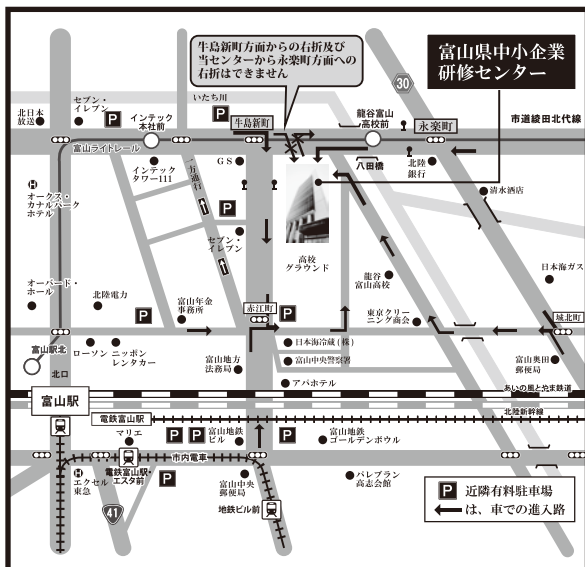 牛島新町方面からの右折及び
当センターから永楽町方面への
右折はできません
富山県中小企業
研修センター
30
市道綾田北代線
北日本
放送
セブン・
イレブン
P
インテック
本社前
いたち川
牛島新町
龍谷富山
高校前
永楽町
富山ライトレール
インテック
タワー111
GS
八田橋
北陸
銀行
清水酒店
H
オークス・
カナルパーク
ホテル
一方通行
P
セブン・
イレブン
高校
グラウンド
龍谷
富山高校
日本海ガス
オーバード・
ホール
北陸電力
P
富山年金
事務所
赤江町
P
東京クリー
ニング商会
城北町
富山駅北
ローソン
ニッポン
レンタカー
富山地方
法務局
日本海冷蔵(株)
富山中央警察署
アパホテル
富山奥田
郵便局
北口
あいの風とやま鉄道
富山駅
電鉄富山駅
北陸新幹線
マリエ
P
P
富山地鉄
ビル
P
富山地鉄
ゴールデンボウル
市内電車
H
エクセル
東急
電鉄富山駅・
エスタ前
P
富山中央
郵便局
パレブラン
高志会館
41
地鉄ビル前
P 近隣有料駐車場
は、車での進入路